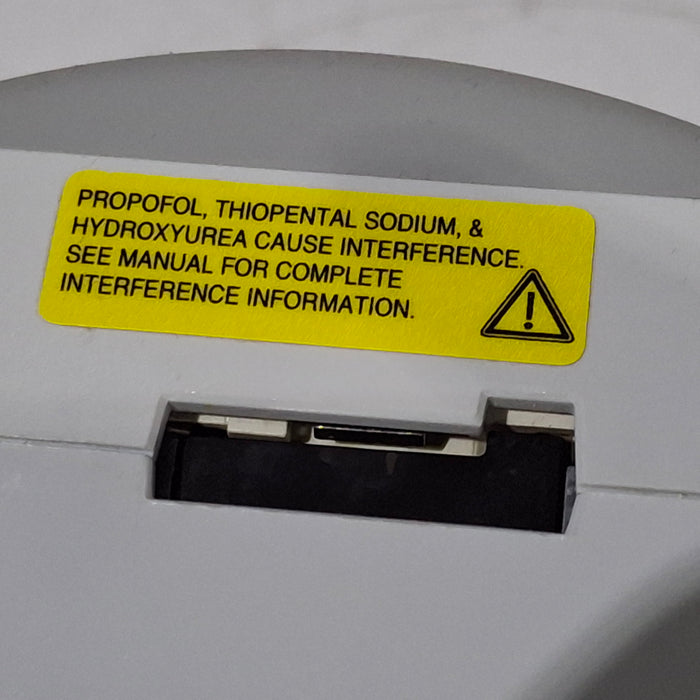 PROPOFOL, THIOPENTAL SODIUM, &
HYDROXYUREA CAUSE INTERFERENCE.
SEE MANUAL FOR COMPLETE
INTERFERENCE INFORMATION.
!